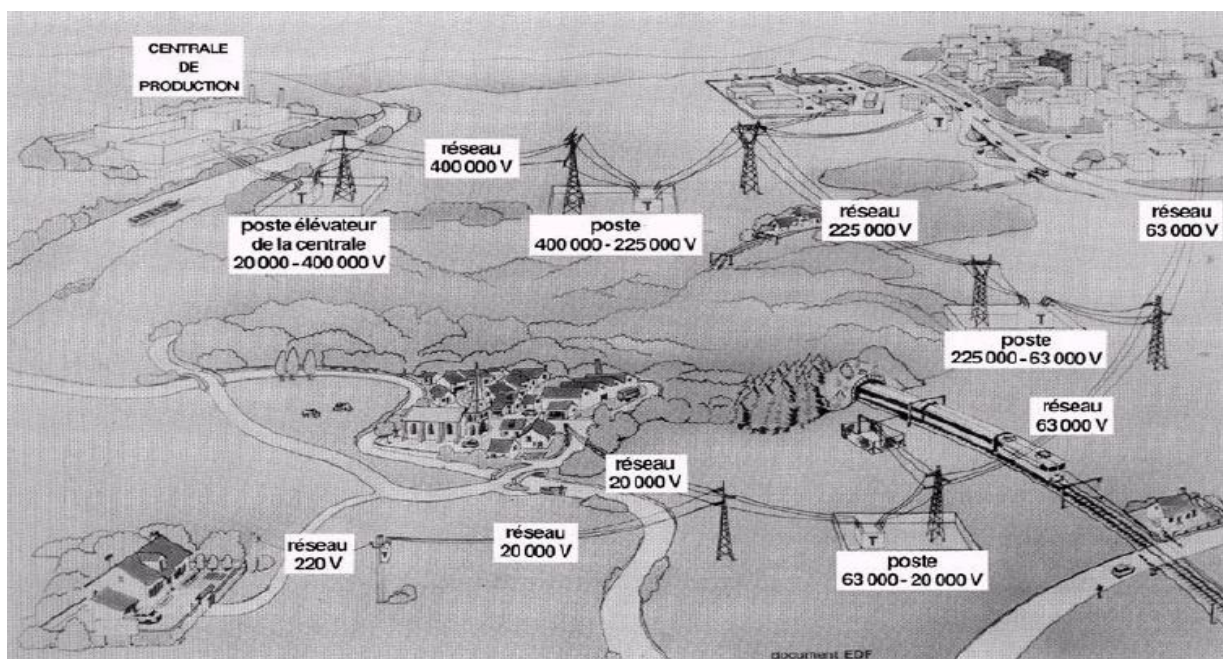 CENTRALE
DE
PRODUCTION
réseau
400 000 V
poste élévateur
de la centrale
20 000 - 400 000 V
poste
400 000 - 225 000 V
réseau
225 000 V
réseau
63 000 V
poste
225 000 - 63 000 V
réseau
63 000 V
réseau
20 000 V
réseau
20 000 V
réseau
220 V
poste
63 000 - 20 000 V
T
T
T
T
T
document EDF